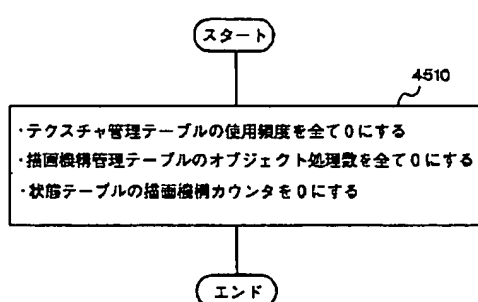 スタート
4510
・テクスチャ管理テーブルの使用頻度を全て0にする
・描画機構管理テーブルのオブジェクト処理数を全て0にする
・状態テーブルの描画機構カウンタを0にする
エンド